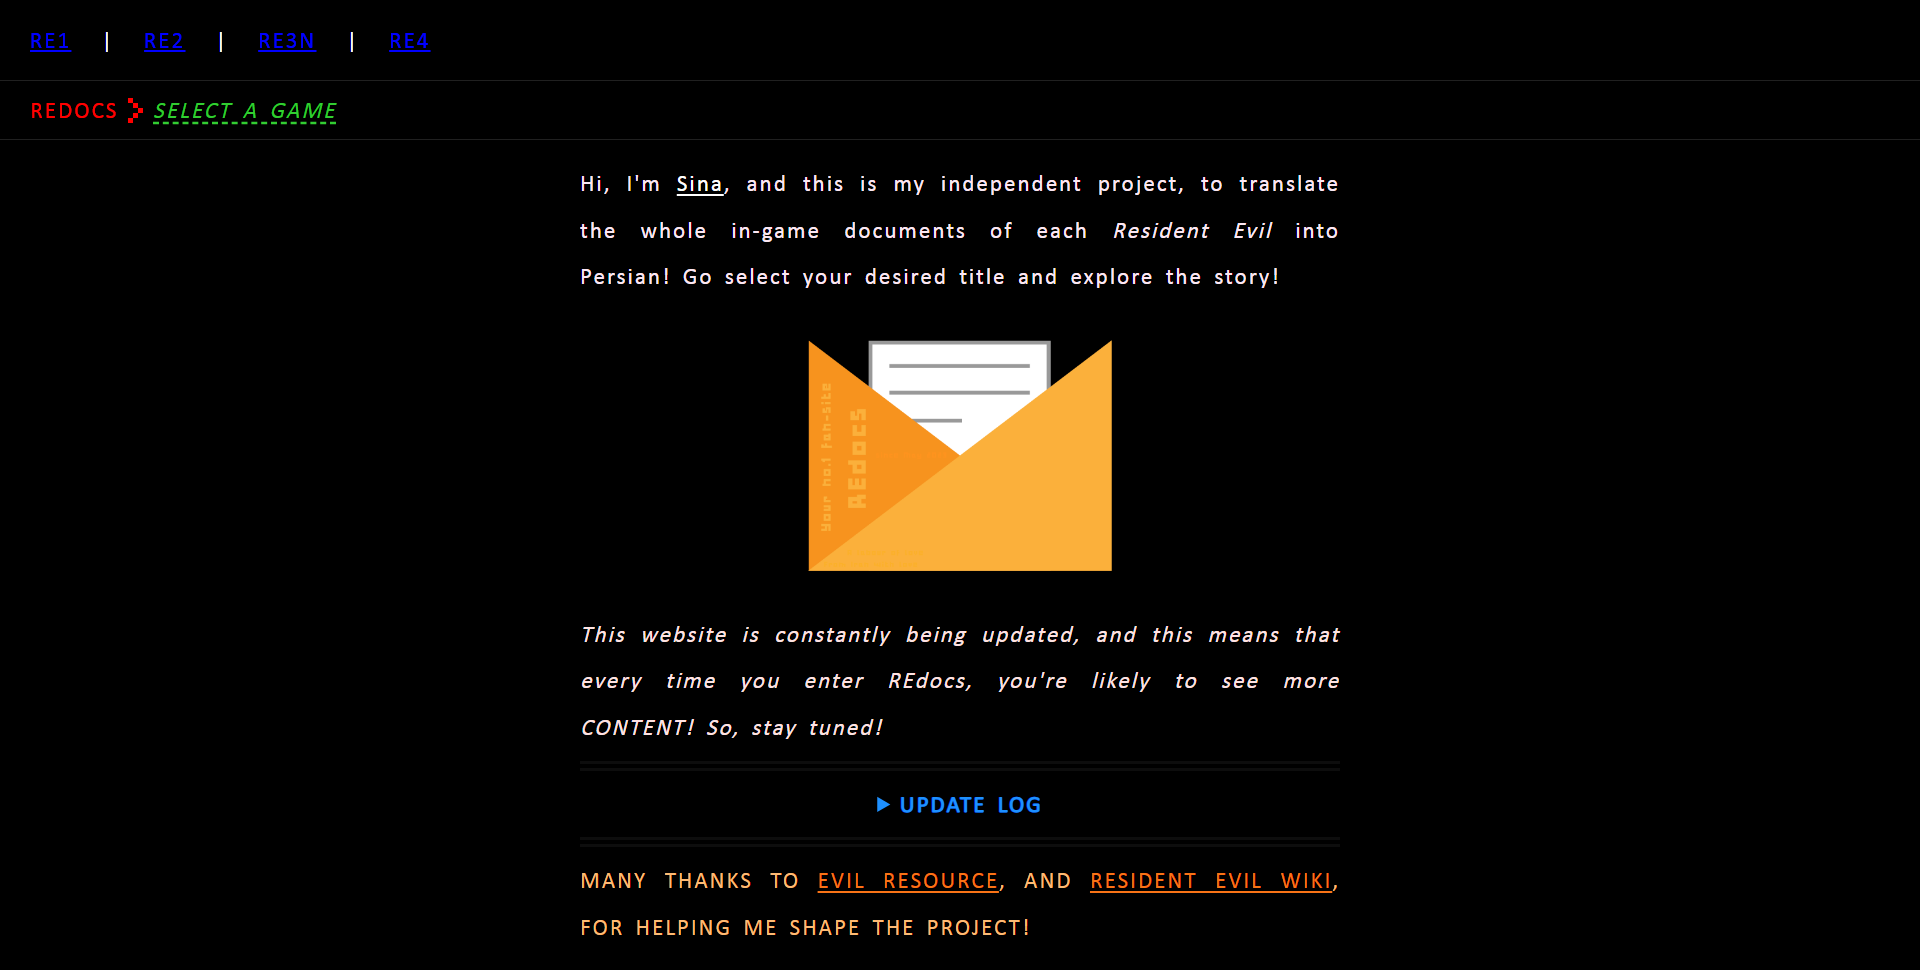 RE1 | RE2 | RE3N | RE4
REDOCS SELECT A GAME
Hi, I'm Sina, and this is my independent project, to translate
the whole in-game documents of each Resident Evil into
Persian! Go select your desired title and explore the story!
Your no.1 fan-site
REdocs
This website is constantly being updated, and this means that
every time you enter REdocs, you're likely to see more
CONTENT! So, stay tuned!
UPDATE LOG
MANY THANKS TO EVIL RESOURCE, AND RESIDENT EVIL WIKI,
FOR HELPING ME SHAPE THE PROJECT!